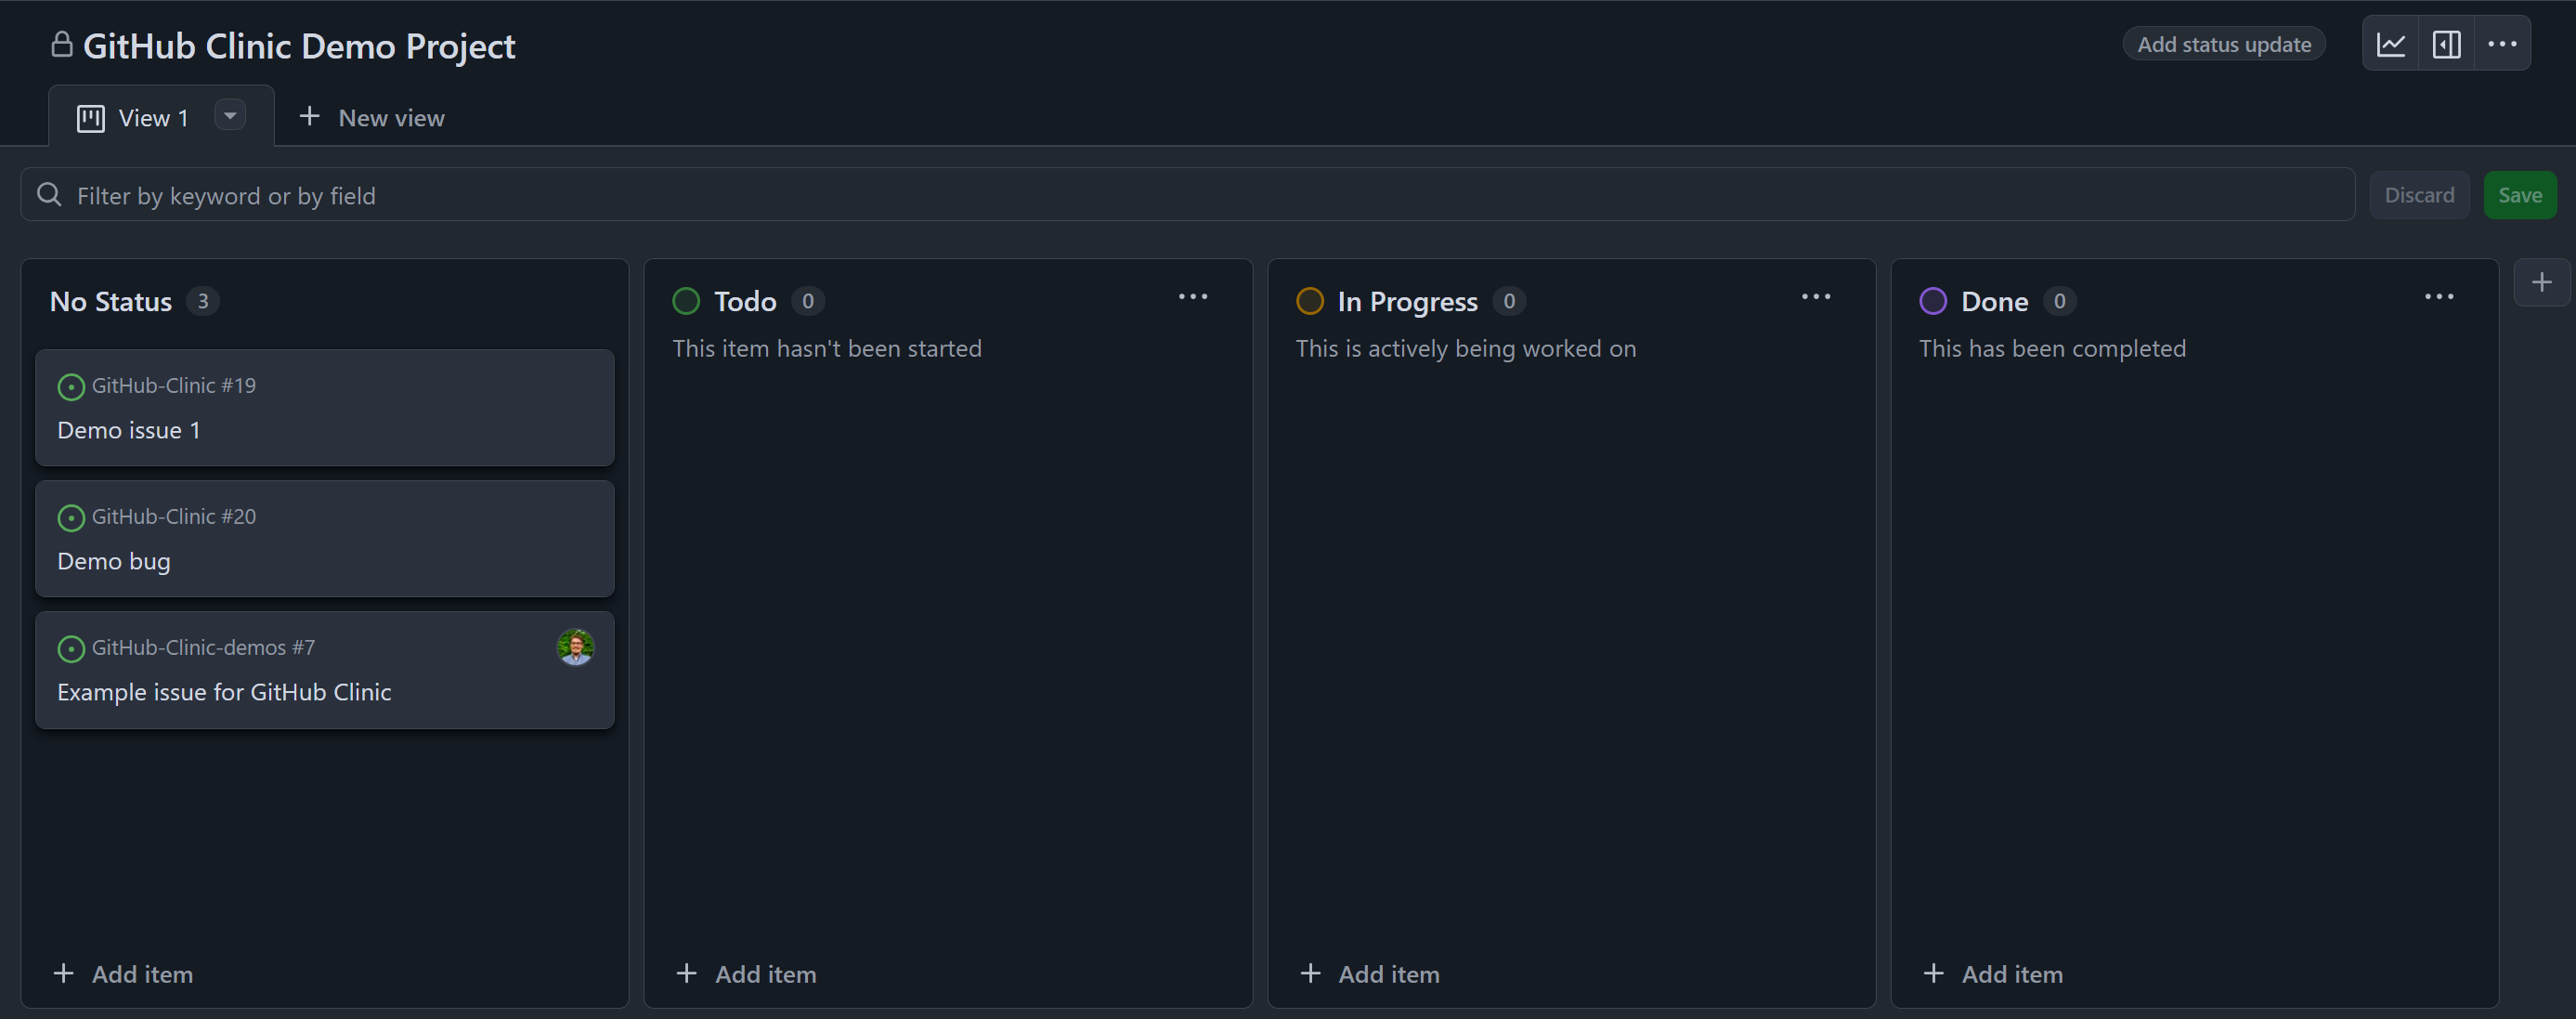 GitHub Clinic Demo Project
Add status update
View 1
New view
Filter by keyword or by field
Discard
Save
No Status 3
GitHub-Clinic #19
Demo issue 1
GitHub-Clinic #20
Demo bug
GitHub-Clinic-demos #7
Example issue for GitHub Clinic
Add item
Todo 0
This item hasn't been started
Add item
In Progress 0
This is actively being worked on
Add item
Done 0
This has been completed
Add item